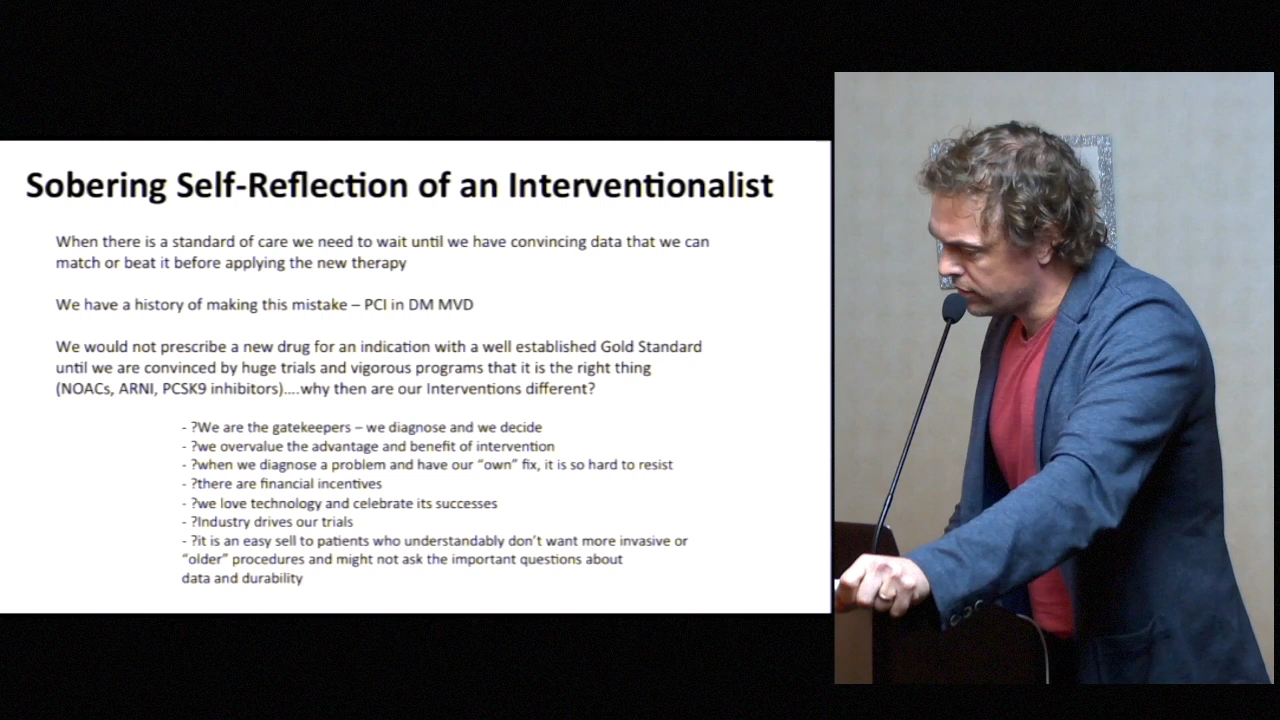 Sobering Self-Reflection of an Interventionalist
When there is a standard of care we need to wait until we have convincing data that we can
match or beat it before applying the new therapy
We have a history of making this mistake – PCI in DM MVD
We would not prescribe a new drug for an indication with a well established Gold Standard
until we are convinced by huge trials and vigorous programs that it is the right thing
(NOACs, ARNI, PCSK9 inhibitors)....why then are our Interventions different?
- ?We are the gatekeepers – we diagnose and we decide
- ?we overvalue the advantage and benefit of intervention
- ?when we diagnose a problem and have our “own” fix, it is so hard to resist
- ?there are financial incentives
- ?we love technology and celebrate its successes
- ?Industry drives our trials
- ?it is an easy sell to patients who understandably don’t want more invasive or
“older” procedures and might not ask the important questions about
data and durability